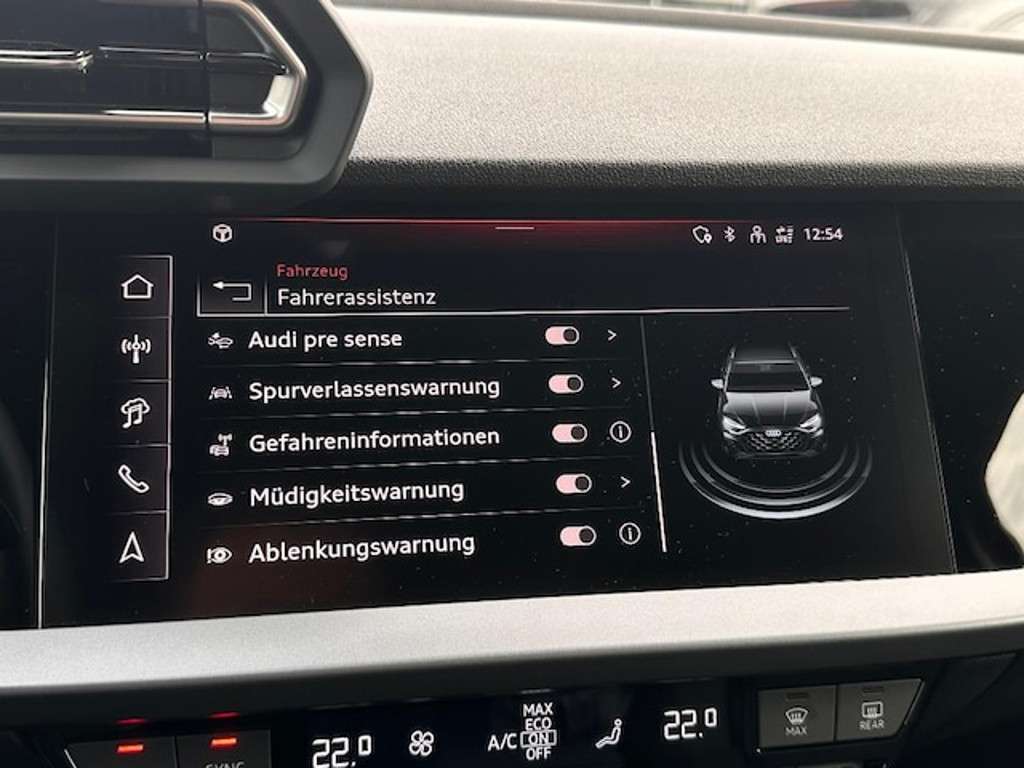 12:54
Fahrzeug
Fahrerassistenz
Audi pre sense
Spurverlassenswarnung
Gefahreninformationen
Müdigkeitswarnung
Ablenkungswarnung
MAX
ECO
A/C ON
OFF
22.0
22.0
MAX
REAR
SYNC